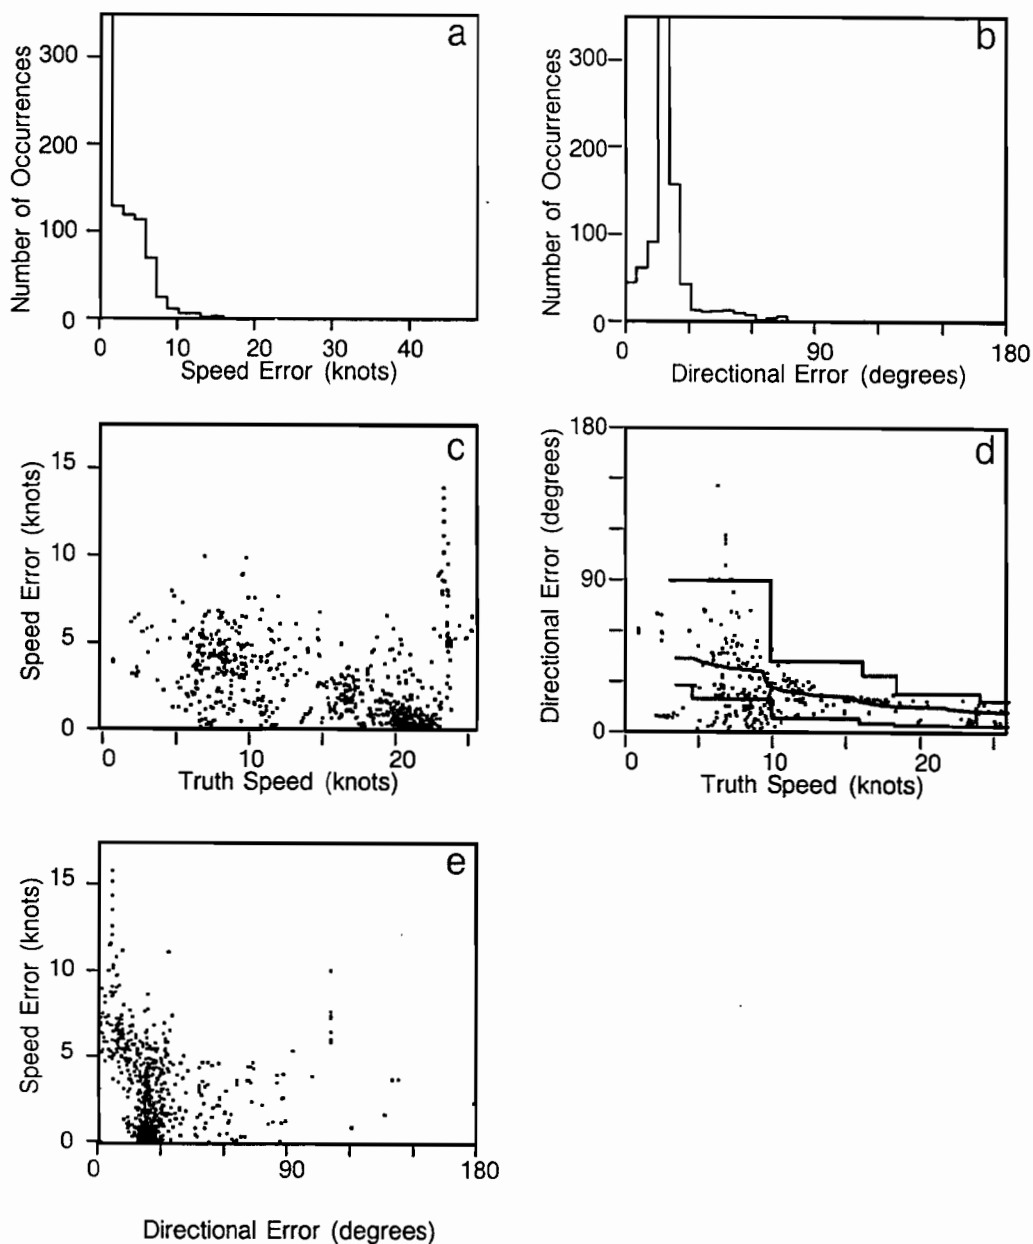 a
Number of Occurrences
300
200
100
0
0 10 20 30 40
Speed Error (knots)
b
Number of Occurrences
300
200
100
0
0 90 180
Directional Error (degrees)
c
Speed Error (knots)
15
10
5
0
0 10 20
Truth Speed (knots)
d
Directional Error (degrees)
180
90
0
0 10 20
Truth Speed (knots)
e
Speed Error (knots)
15
10
5
0
0 90 180
Directional Error (degrees)